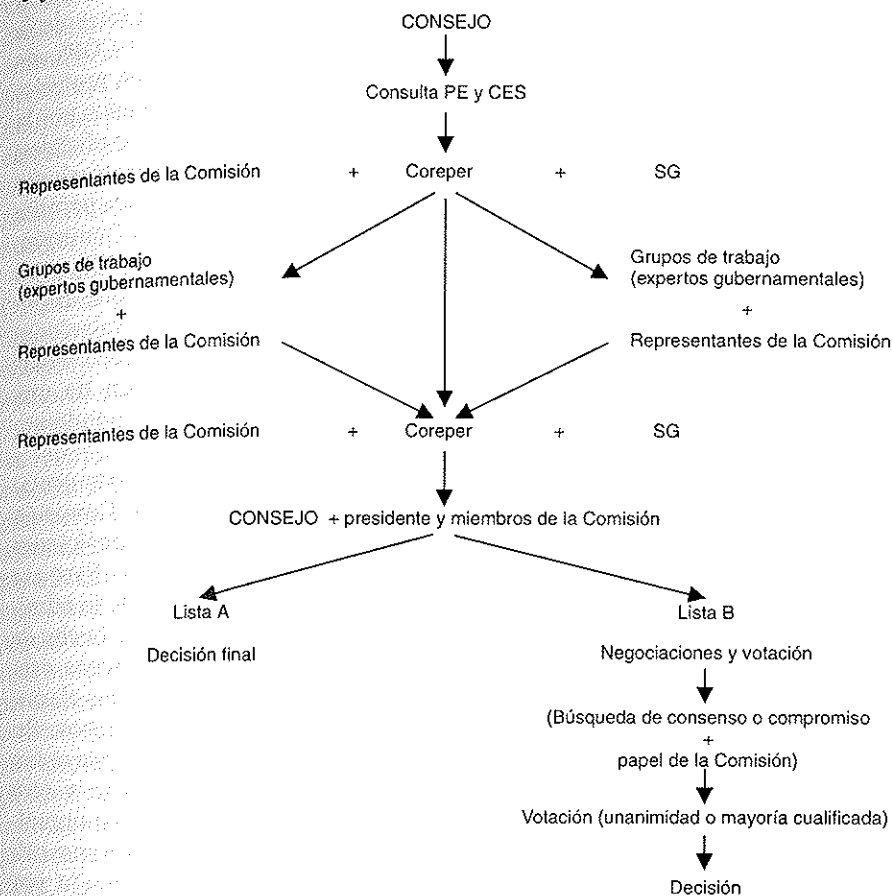 CONSEJO
Consulta PE y CES
Representantes de la Comisión + Coreper + SG
Grupos de trabajo
(expertos gubernamentales)
+
Representantes de la Comisión
Grupos de trabajo
(expertos gubernamentales)
+
Representantes de la Comisión
Representantes de la Comisión + Coreper + SG
CONSEJO + presidente y miembros de la Comisión
Lista A
Decisión final
Lista B
Negociaciones y votación
(Búsqueda de consenso o compromiso
+
papel de la Comisión)
Votación (unanimidad o mayoría cualificada)
Decisión